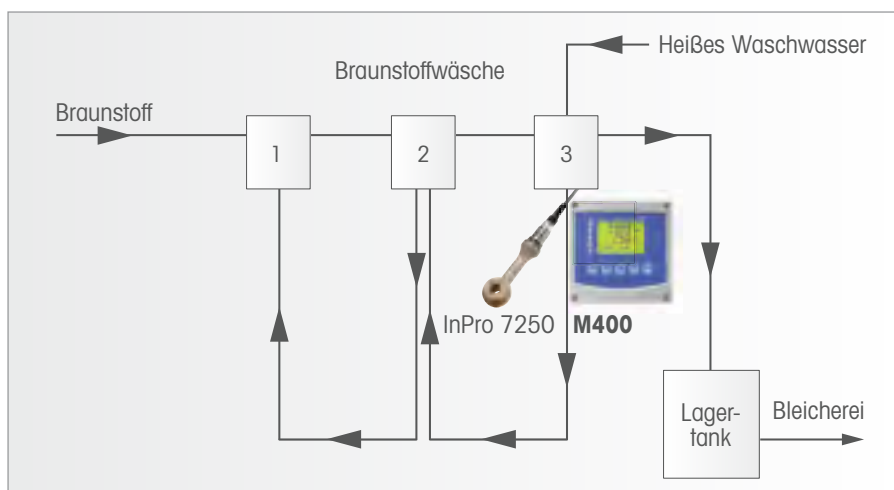 Heißes Waschwasser
Braunstoffwäsche
Braunstoff
1
2
3
InPro 7250
M400
Lager-
tank
Bleicherei